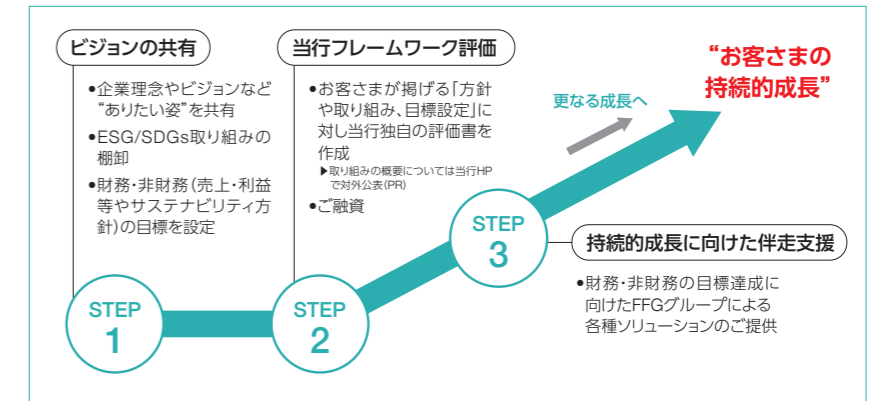 ビジョンの共有
●企業理念やビジョンなど
“ありたい姿”を共有
●ESG/SDGs取り組みの
棚卸
●財務・非財務(売上・利益
等やサステナビリティ方
針)の目標を設定
STEP
1
当行フレームワーク評価
●お客さまが掲げる「方針
や取り組み、目標設定」に
対し当行独自の評価書を
作成
▶取り組みの概要については当行HP
で対外公表(PR)
●ご融資
STEP
2
STEP
3
持続的成長に向けた伴走支援
●財務・非財務の目標達成に
向けたFFGグループによる
各種ソリューションのご提供
更なる成長へ
“お客さまの
持続的成長”